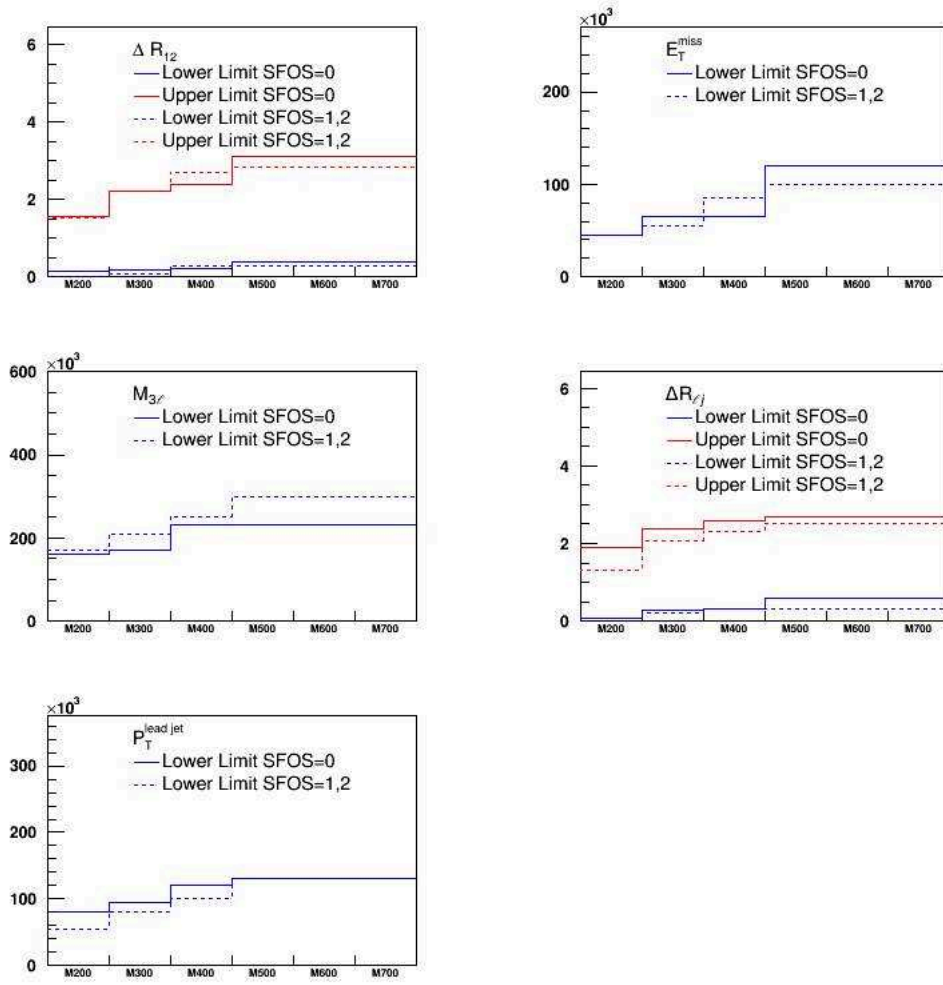 6
4
2
0
Δ R₁₂
Lower Limit SFOS=0
Upper Limit SFOS=0
Lower Limit SFOS=1,2
Upper Limit SFOS=1,2
M200 M300 M400 M500 M600 M700
×10³
200
100
0
E_T^miss
Lower Limit SFOS=0
Lower Limit SFOS=1,2
M200 M300 M400 M500 M600 M700
×10³
600
400
200
0
M₃ℓ
Lower Limit SFOS=0
Lower Limit SFOS=1,2
M200 M300 M400 M500 M600 M700
6
4
2
0
ΔR_ℓj
Lower Limit SFOS=0
Upper Limit SFOS=0
Lower Limit SFOS=1,2
Upper Limit SFOS=1,2
M200 M300 M400 M500 M600 M700
×10³
300
200
100
0
P_T^lead jet
Lower Limit SFOS=0
Lower Limit SFOS=1,2
M200 M300 M400 M500 M600 M700